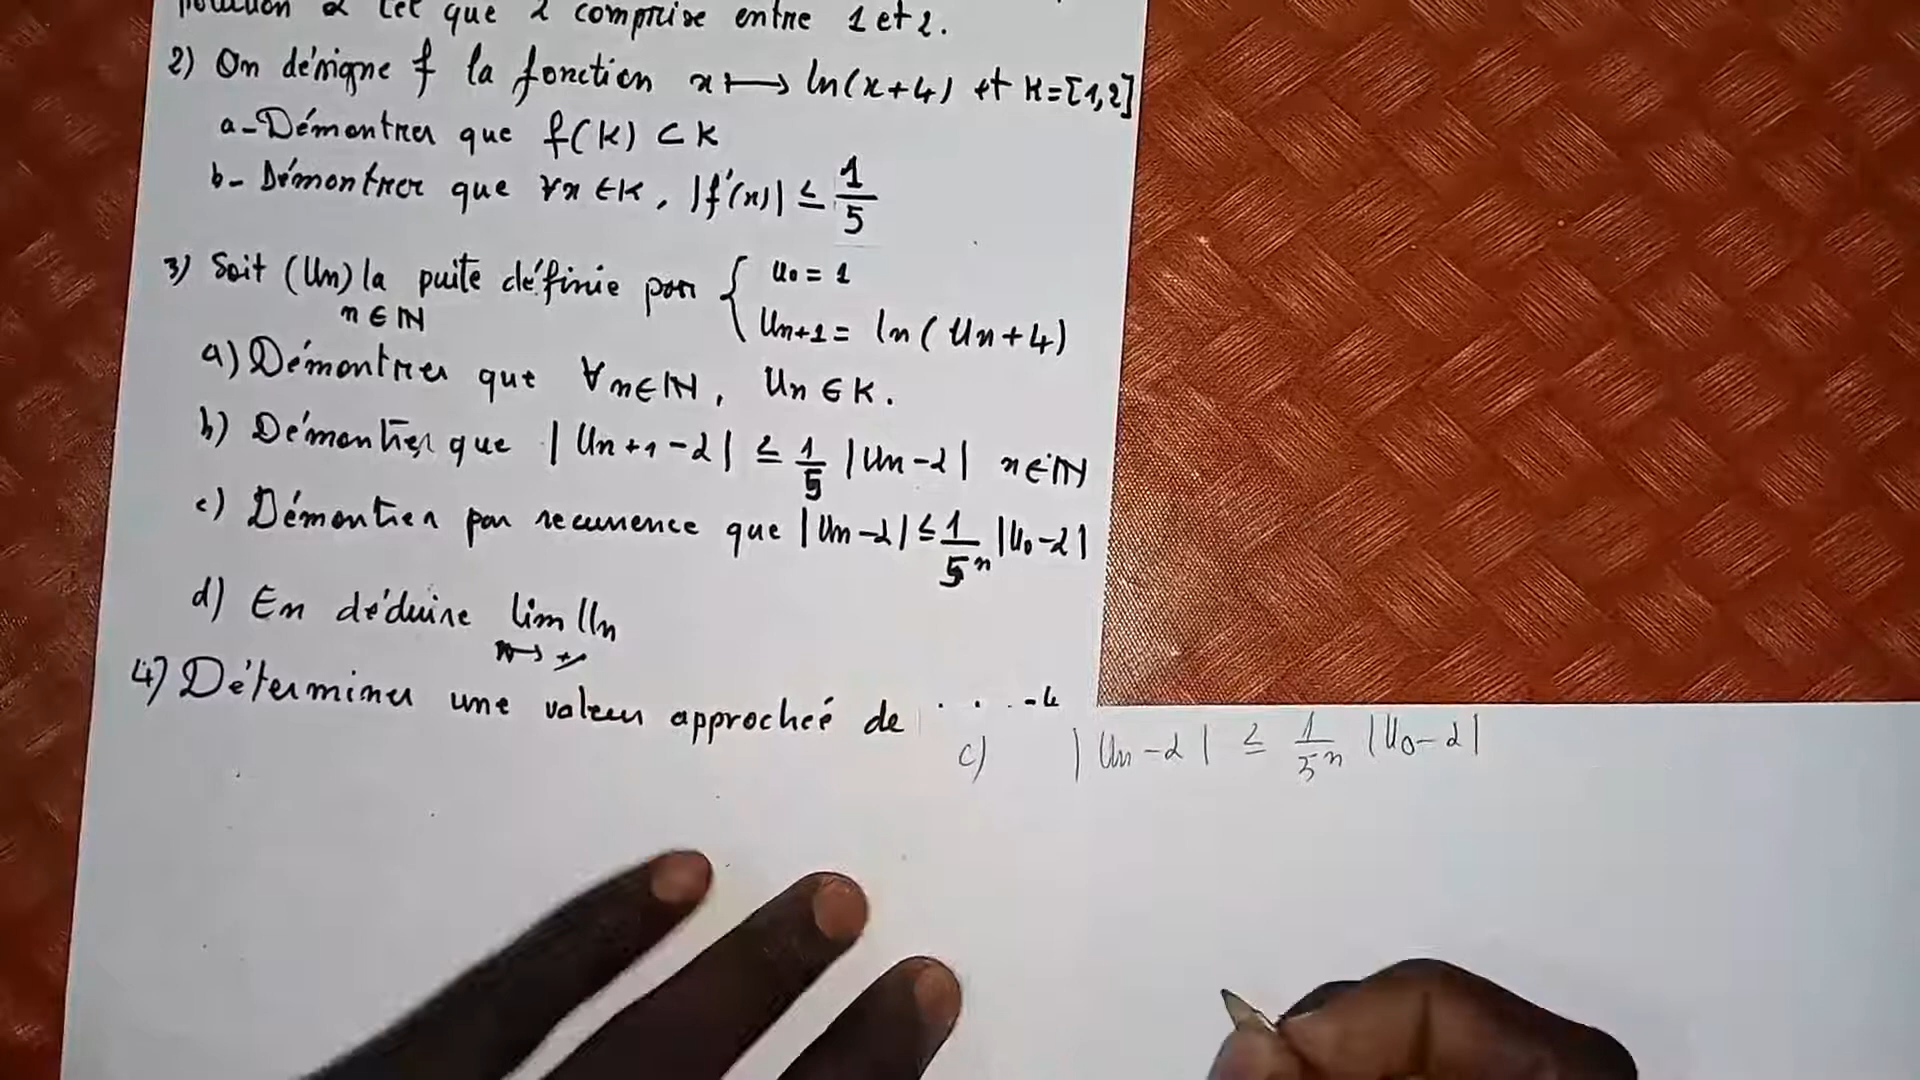 solution α tel que α comprise entre 1 et 2.
2) On désigne f la fonction x ⟼ ln(x+4) et K=[1,2]
a- Démontrer que f(K) ⊂ K
b- Démontrer que ∀x ∈ K, |f'(x)| ≤ 1/5
3) Soit (Un) n∈ℕ la suite définie par { u0 = 1
Un+1 = ln(Un+4)
a) Démontrer que ∀n∈ℕ, Un ∈ K.
b) Démontrer que |Un+1-α| ≤ 1/5 |Un-α| n∈ℕ
c) Démontrer par recurrence que |Un-α| ≤ 1/5^n |U0-α|
d) En déduire lim Un
n→+∞
4) Déterminer une valeur approcheé de
c) |Un-α| ≤ 1/5^n |U0-α|